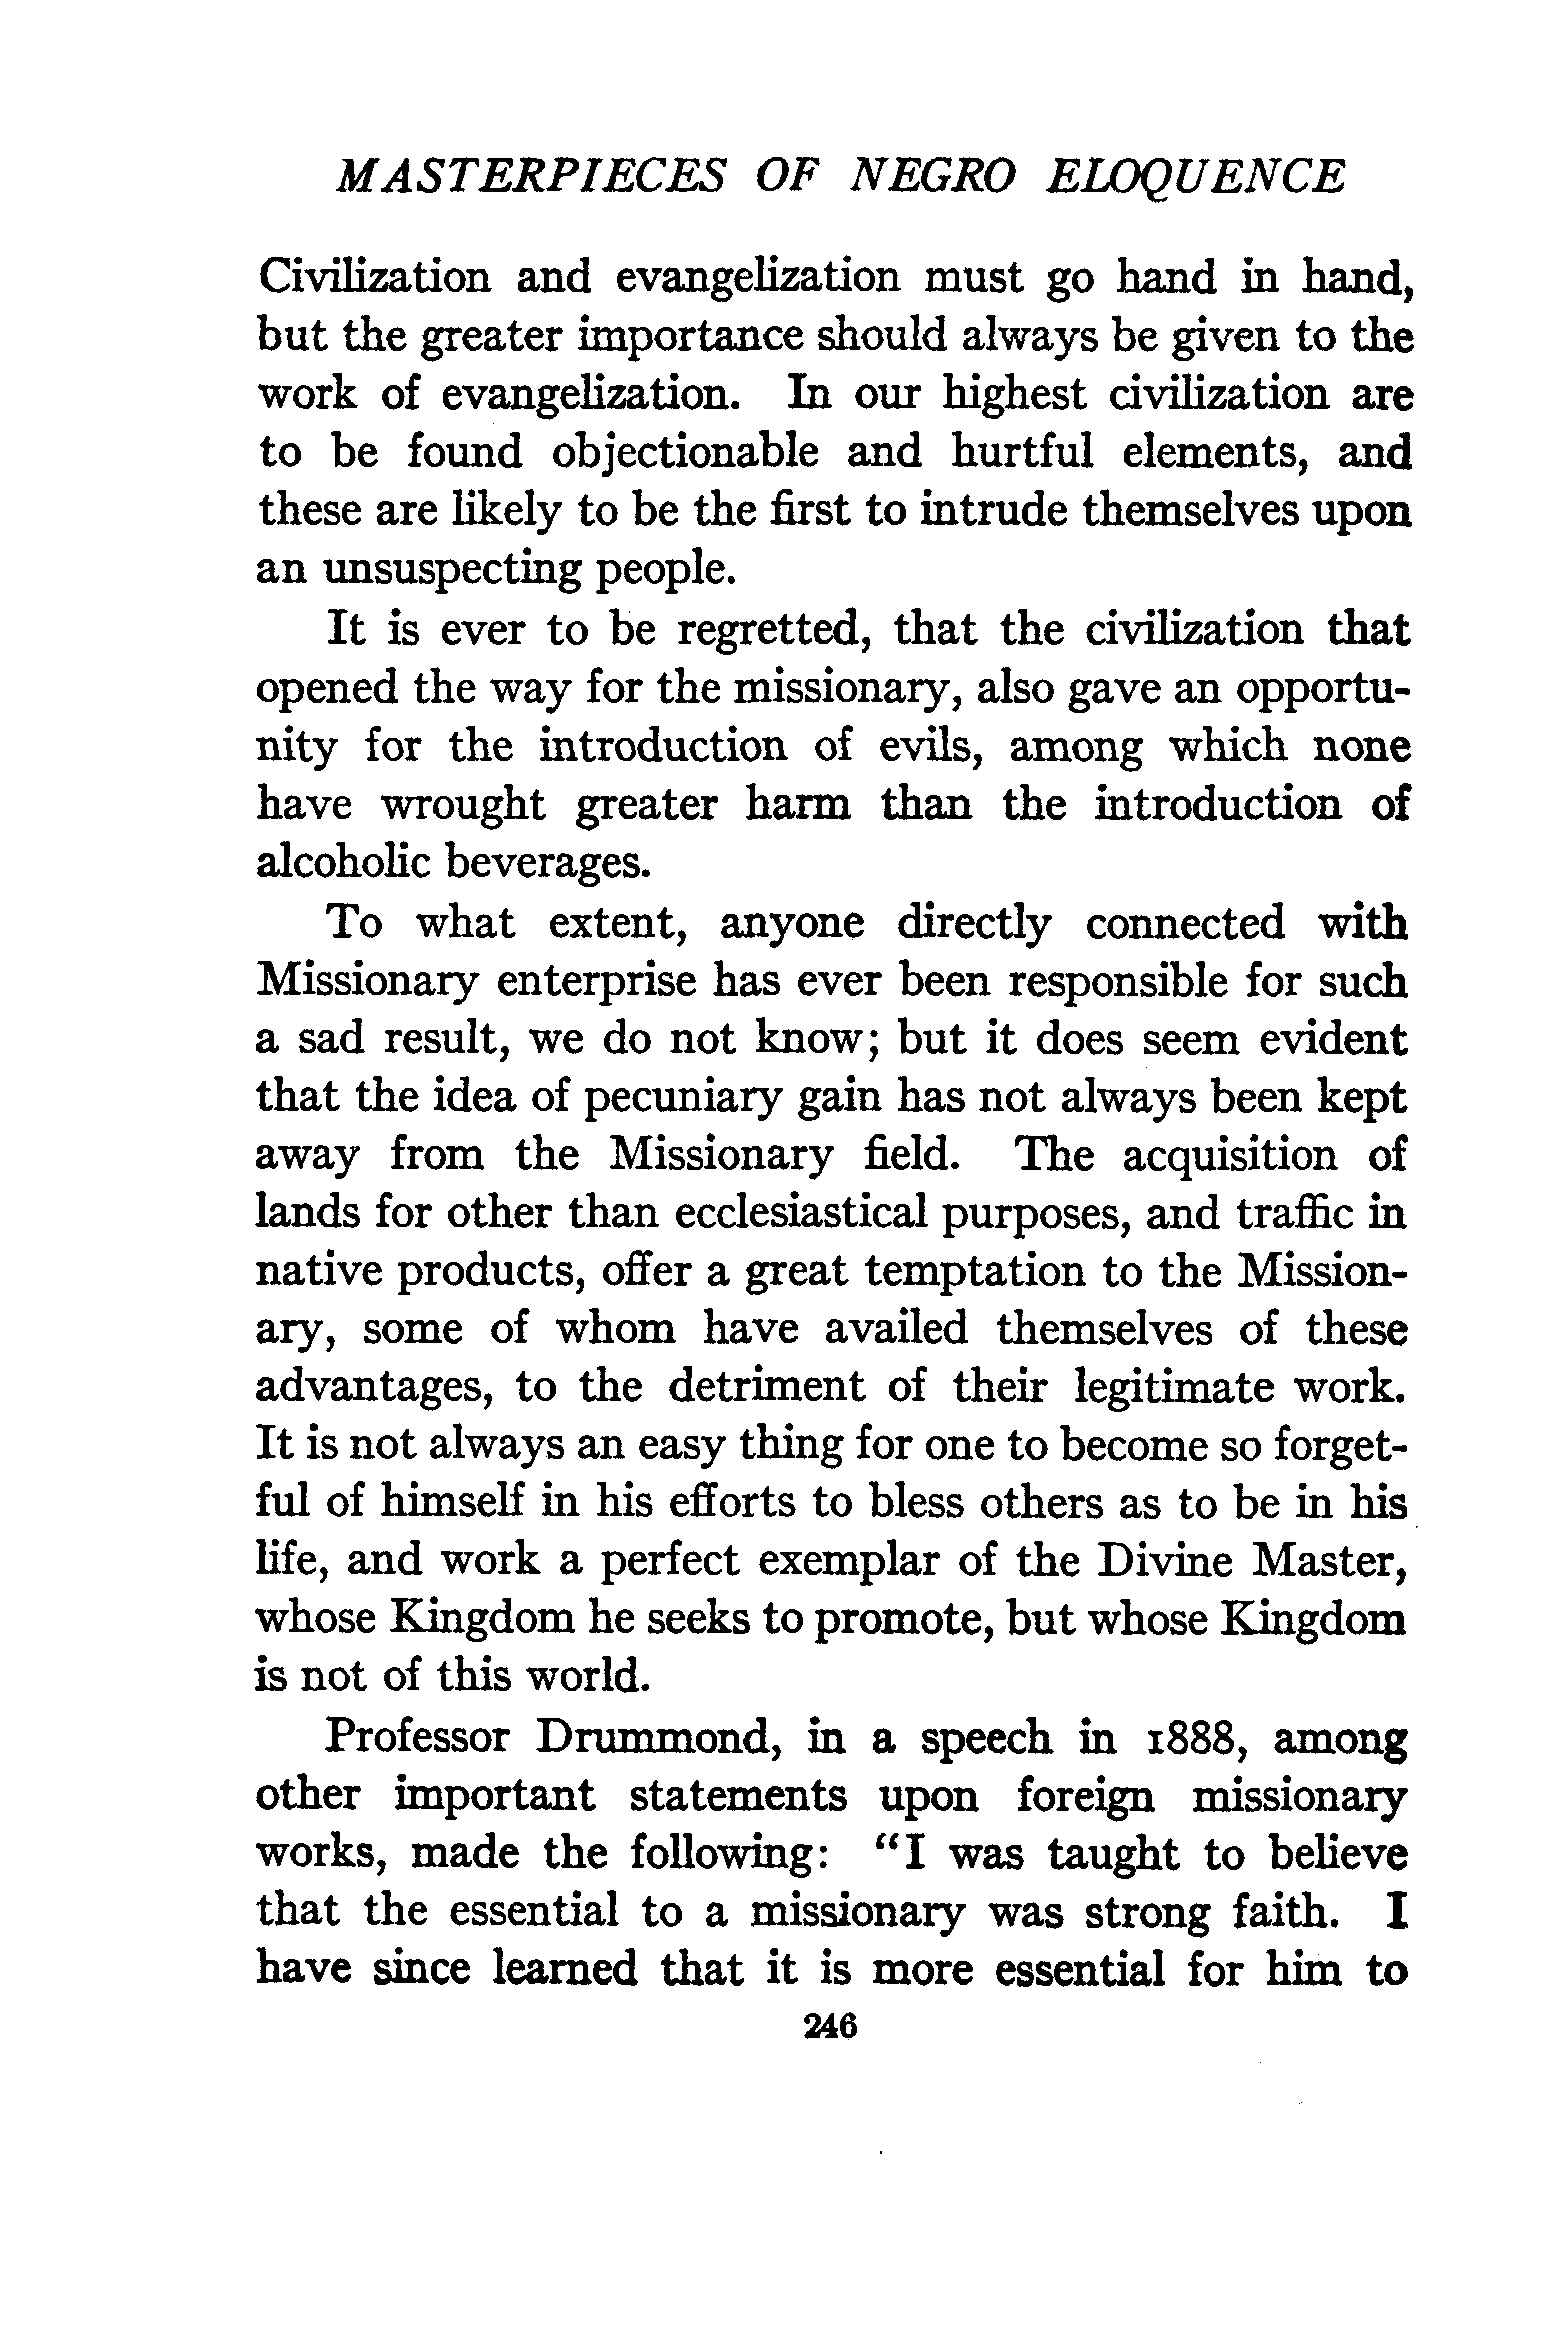 MASTERPIECES OF NEGRO ELOQUENCE
Civilization and evangelization must go hand in hand,
but the greater importance should always be given to the
work of evangelization. In our highest civilization are
to be found objectionable and hurtful elements, and
these are likely to be the first to intrude themselves upon
an unsuspecting people.
It is ever to be regretted, that the civilization that
opened the way for the missionary, also gave an opportu-
nity for the introduction of evils, among which none
have wrought greater harm than the introduction of
alcoholic beverages.
To what extent, anyone directly connected with
Missionary enterprise has ever been responsible for such
a sad result, we do not know; but it does seem evident
that the idea of pecuniary gain has not always been kept
away from the Missionary field. The acquisition of
lands for other than ecclesiastical purposes, and traffic in
native products, offer a great temptation to the Mission-
ary, some of whom have availed themselves of these
advantages, to the detriment of their legitimate work.
It is not always an easy thing for one to become so forget-
ful of himself in his efforts to bless others as to be in his
life, and work a perfect exemplar of the Divine Master,
whose Kingdom he seeks to promote, but whose Kingdom
is not of this world.
Professor Drummond, in a speech in 1888, among
other important statements upon foreign missionary
works, made the following: "I was taught to believe
that the essential to a missionary was strong faith. I
have since learned that it is more essential for him to
246